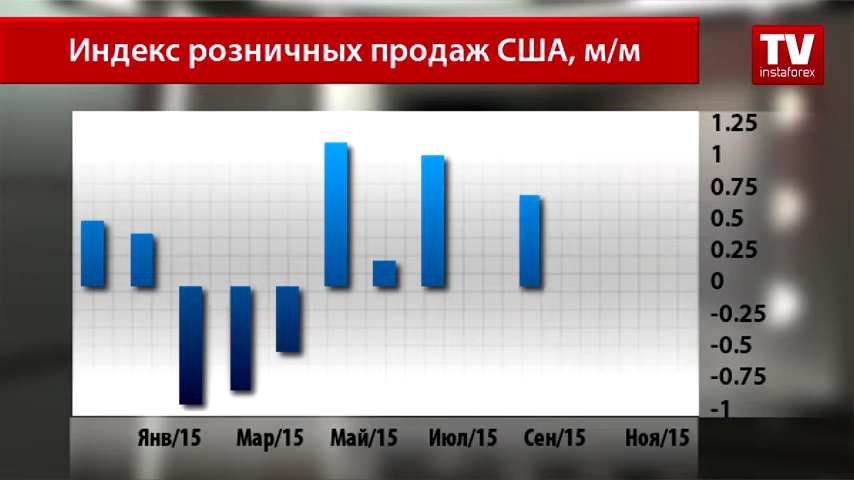 Индекс розничных продаж США, м/м
TV
instaforex
1.25
1
0.75
0.5
0.25
0
-0.25
-0.5
-0.75
-1
Янв/15 Мар/15 Май/15 Июл/15 Сен/15 Ноя/15